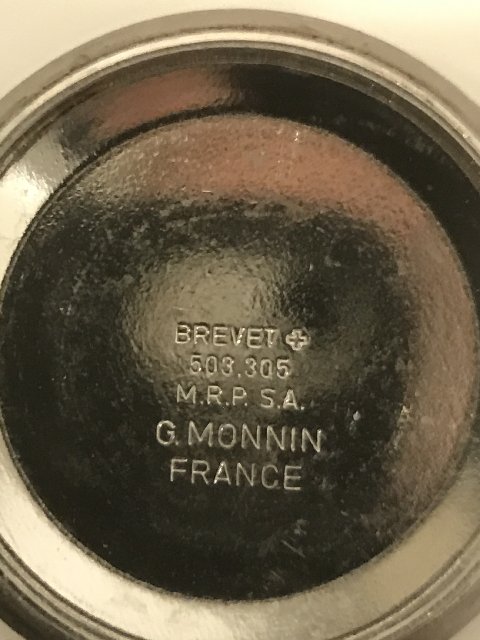 BREVET ✚
503.305
M.R.P. S.A.
G. MONNIN
FRANCE